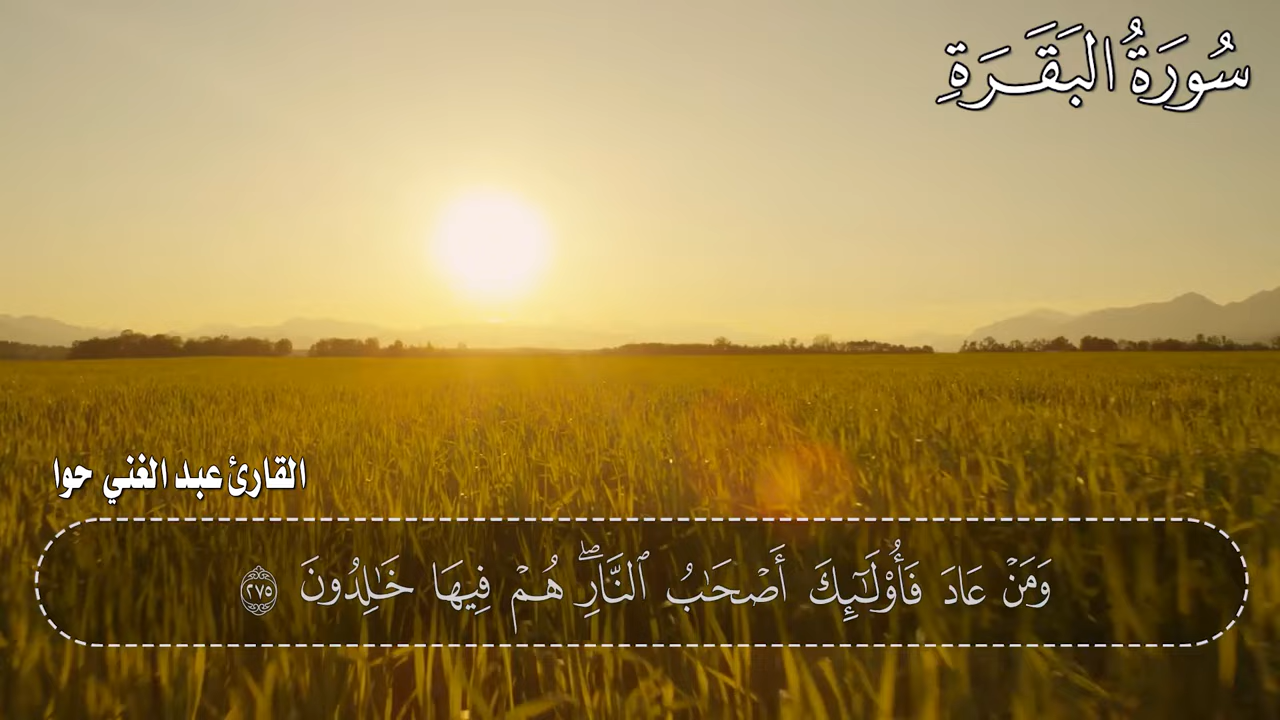 سُورَةُ البَقَرَةِ
القارئ عبد الغني حوا
وَمَنْ عَادَ فَأُو۟لَـٰٓئِكَ أَصْحَـٰبُ ٱلنَّارِ ۖ هُمْ فِيهَا خَـٰلِدُونَ ٢٧٥